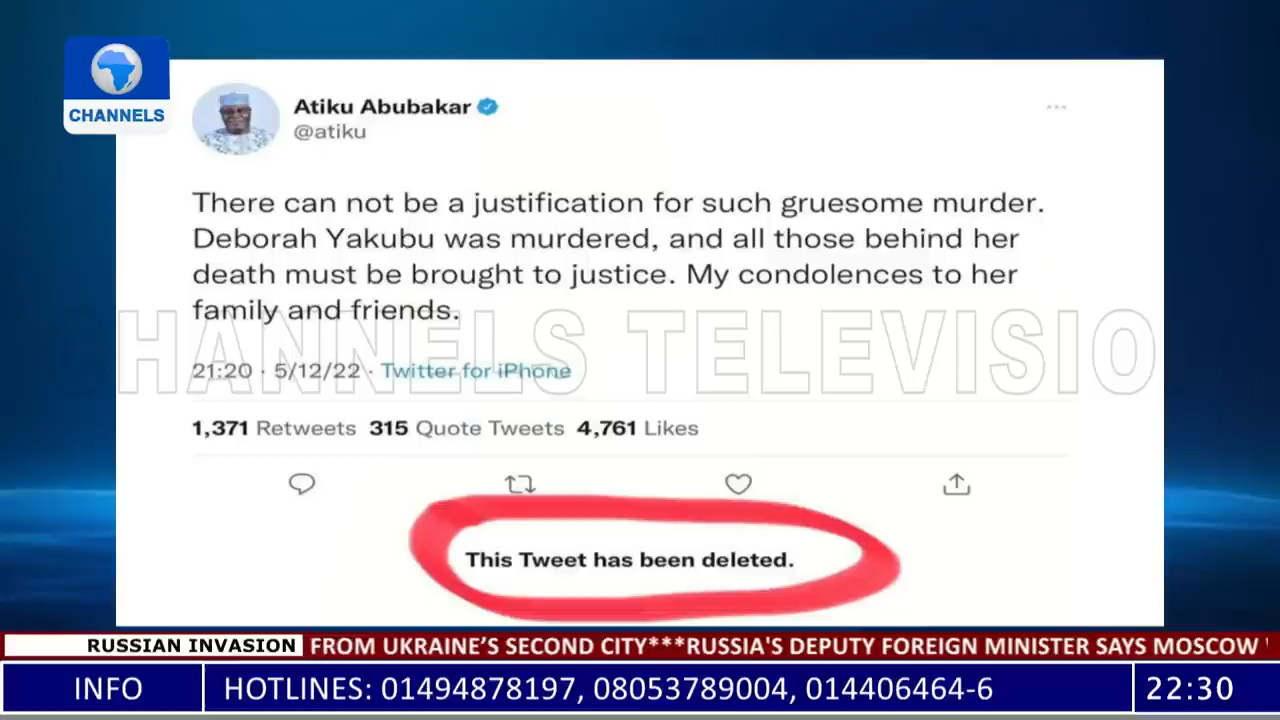 CHANNELS
Atiku Abubakar
@atiku
There can not be a justification for such gruesome murder.
Deborah Yakubu was murdered, and all those behind her
death must be brought to justice. My condolences to her
family and friends.
HANNELS TELEVISIO
21:20 · 5/12/22 · Twitter for iPhone
1,371 Retweets 315 Quote Tweets 4,761 Likes
This Tweet has been deleted.
RUSSIAN INVASION FROM UKRAINE’S SECOND CITY***RUSSIA'S DEPUTY FOREIGN MINISTER SAYS MOSCOW
INFO HOTLINES: 01494878197, 08053789004, 014406464-6 22:30